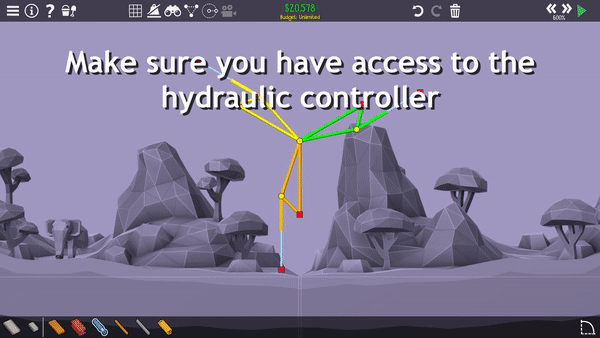 $20,578
Budget: Unlimited
600%
Make sure you have access to the
hydraulic controller